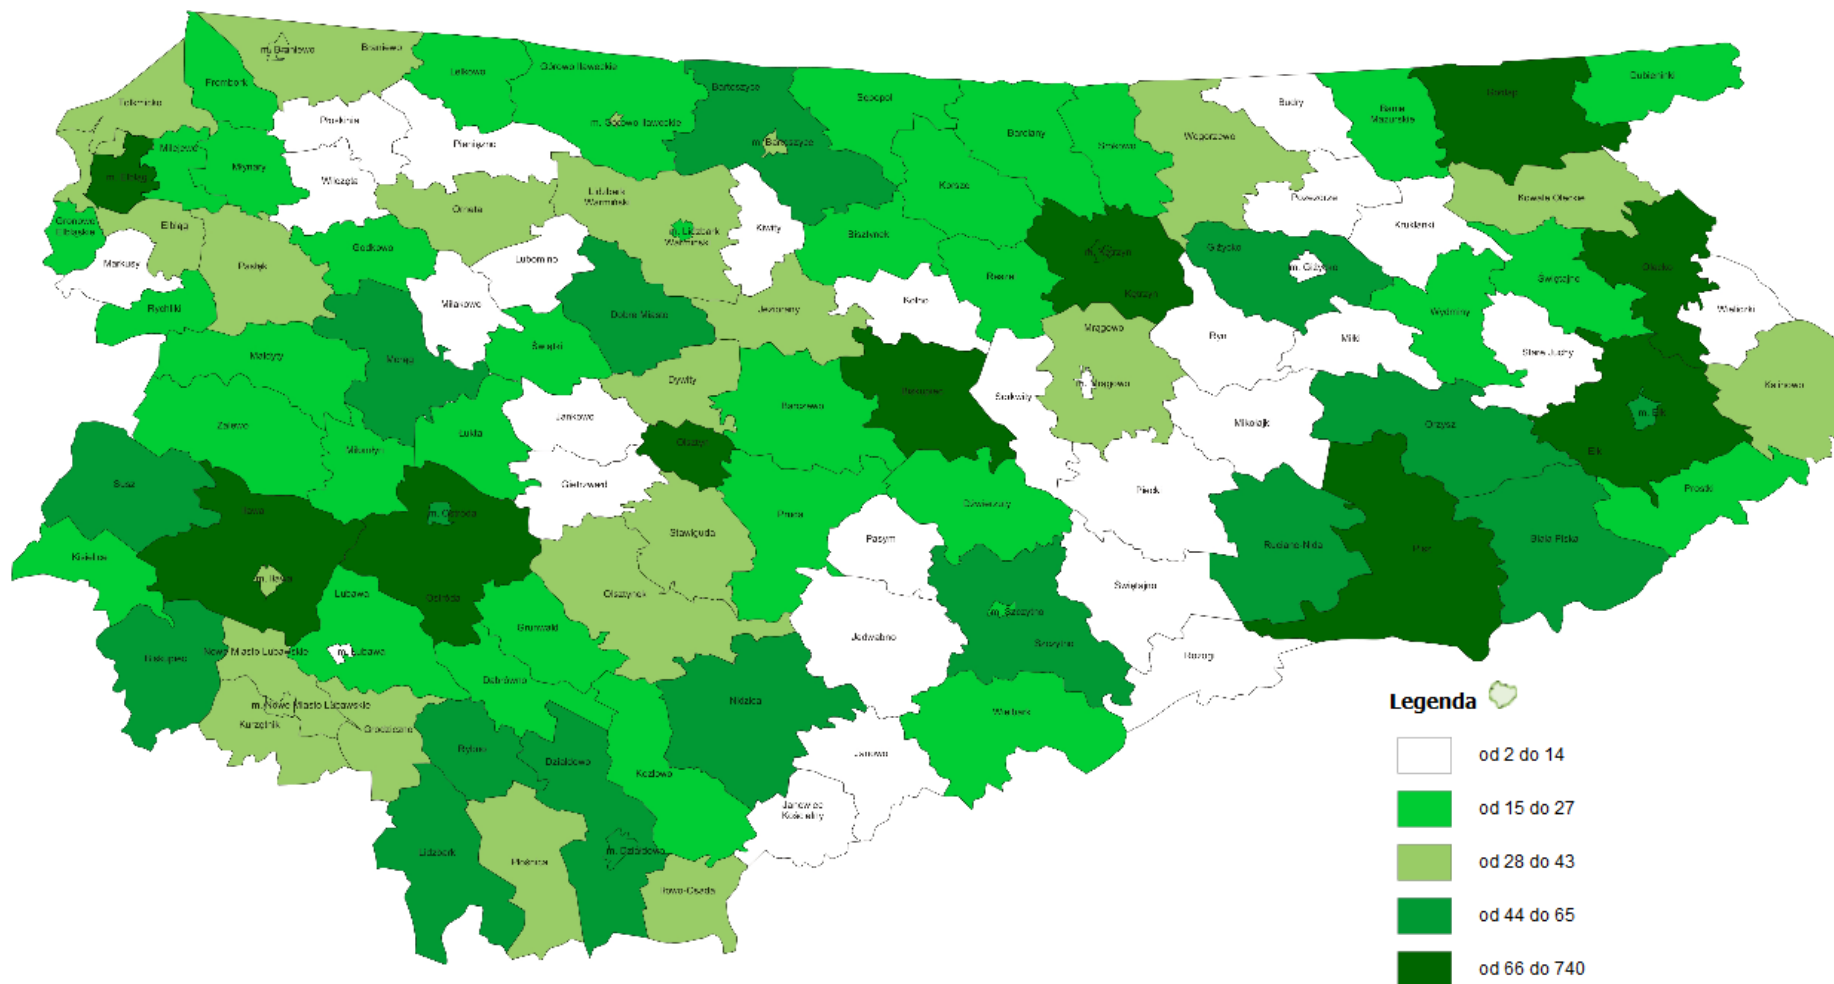 m. Braniewo
Braniewo
Lelkowo
Górowo Iławeckie
Frombork
Tolkmicko
Bartoszyce
Sępopol
Dubieninki
Gołdap
Budry
Banie
Mazurskie
Płoskinia
m. Górowo Iławeckie
Węgorzewo
Barciany
Srokowo
Pieniężno
m. Bartoszyce
Milejewo
Młynary
m. Elbląg
Wilczęta
Lidzbark
Warmiński
Korsze
Pozezdrze
Kowale Oleckie
Orneta
Gronowo
Elbląskie
Elbląg
m. Lidzbark
Warmińsk
Kiwity
Bisztynek
Kruklanki
Godkowo
Giżycko
m. Kętrzyn
Markusy
Pasłęk
Lubomino
Reszel
m. Giżycko
Olecko
Świętajno
Kętrzyn
Rychliki
Miłakowo
Dobre Miasto
Jeziorany
Kolno
Wydminy
Wieliczki
Mrągowo
Ryn
Miłki
Małdyty
Morąg
Świątki
Stare Juchy
Dywity
m. Mrągowo
Kalinowo
Biskupiec
Sorkwity
Barczewo
Jonkowo
m. Ełk
Zalewo
Łukta
Mikołajk
Orzysz
Miłomłyn
Olsztyn
Ełk
Susz
Gietrzwałd
Pieck
Prostki
Iława
m. Ostróda
Dźwierzuty
Purda
Stawiguda
Pasym
Biała Piska
Ruciane-Nida
Pisz
Kisielice
m. Iława
Świętajno
Lubawa
Ostróda
Olsztynek
m. Szczytno
Grunwald
Jedwabno
Szczytno
Nowe Miasto Lubawskie
m. Lubawa
Biskupiec
Rozogi
Dąbrówno
Nidzica
m. Nowe Miasto Lubawskie
Wielbark
Kurzętnik
Grodziczno
Rybno
Działdowo
Janowo
Kozłowo
Janowiec
Kościelny
Lidzbark
Płośnica
m. Działdowo
Iłowo-Osada
Legenda
od 2 do 14
od 15 do 27
od 28 do 43
od 44 do 65
od 66 do 740